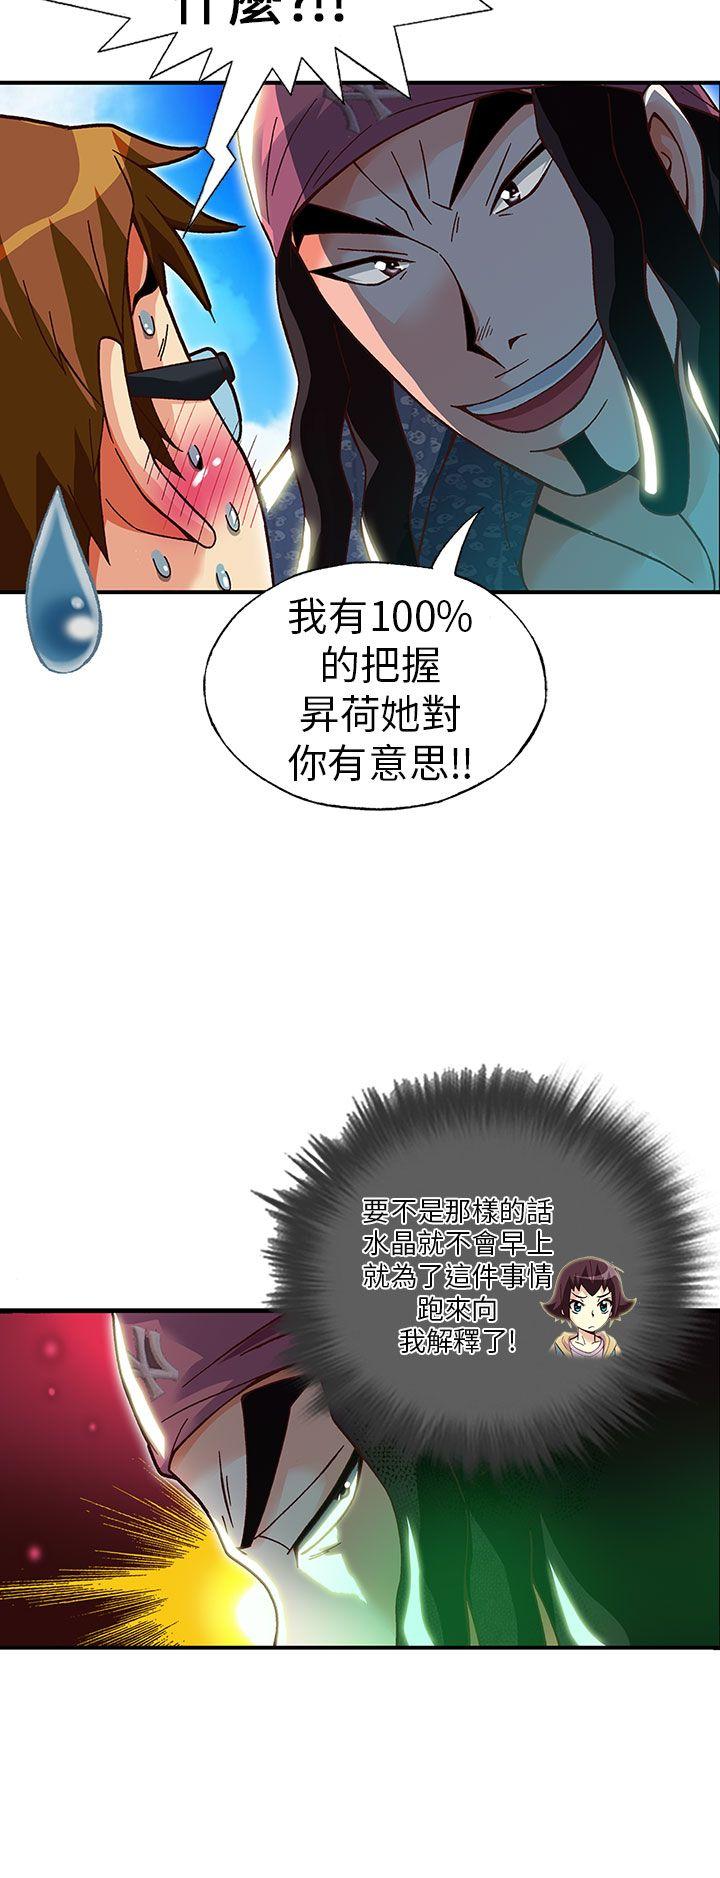 什麼?!!
我有100%
的把握
昇荷她對
你有意思!!
要不是那樣的話
水晶就不會早上
就為了這件事情
跑來向
我解釋了!